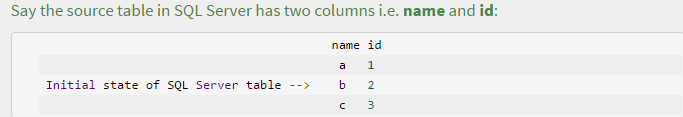 Say the source table in SQL Server has two columns i.e. name and id:
name id
a 1
Initial state of SQL Server table --> b 2
c 3